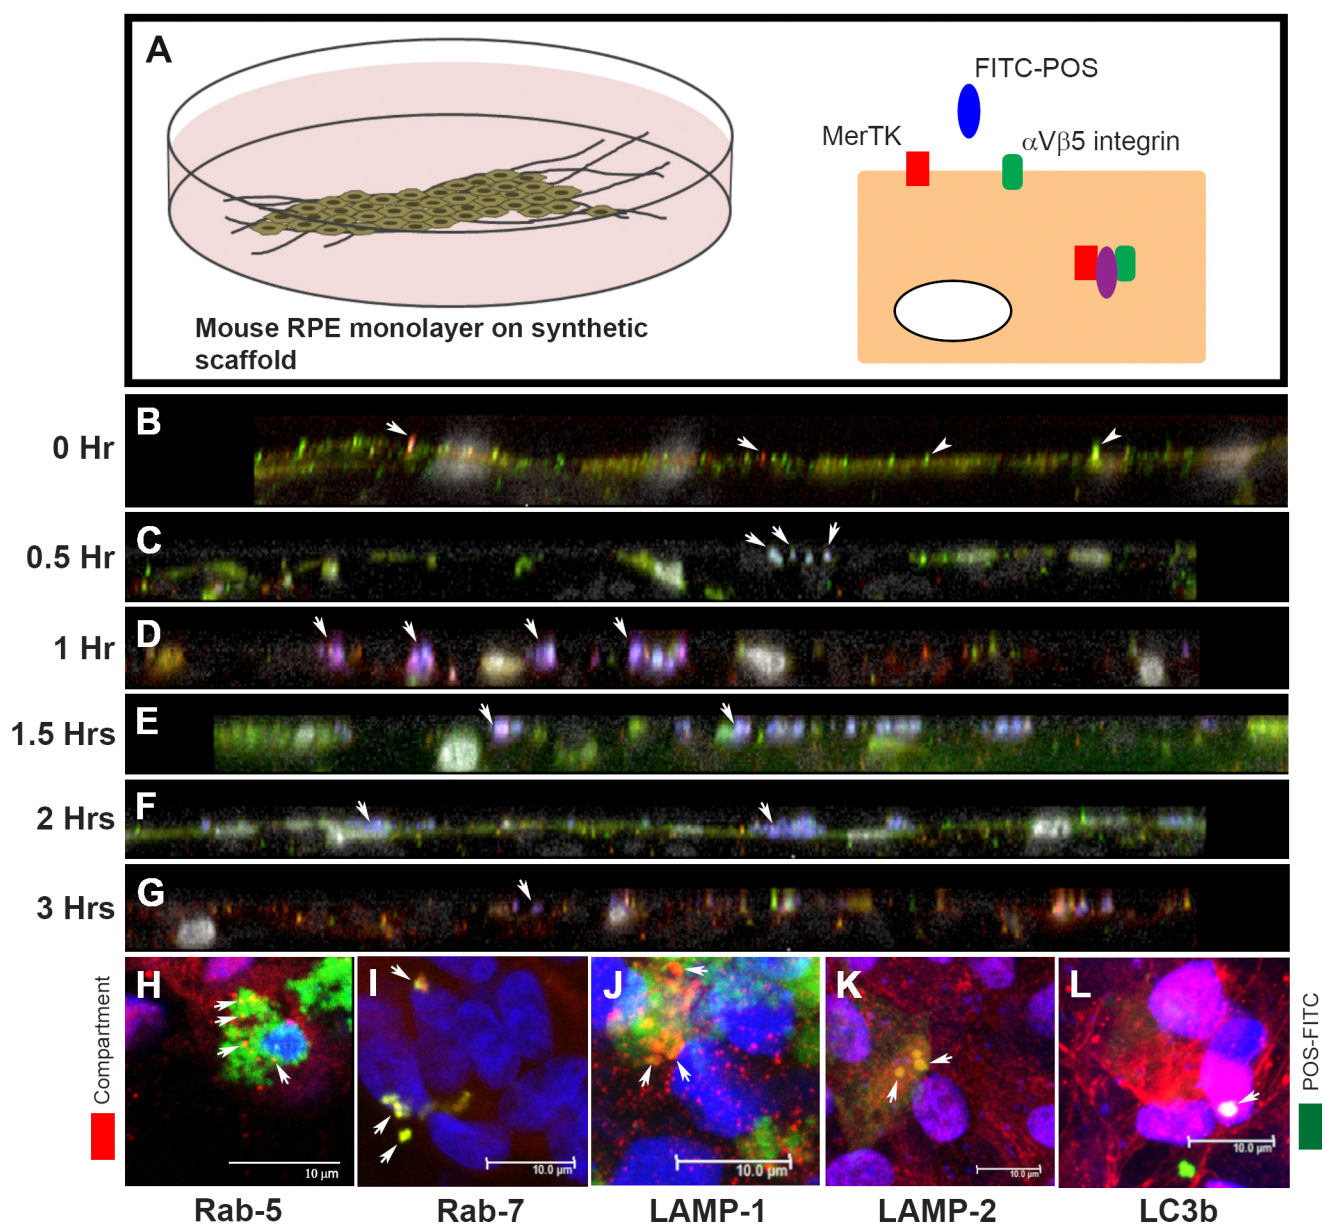 A
FITC-POS
MerTK
αVβ5 integrin
Mouse RPE monolayer on synthetic
scaffold
0 Hr
B
0.5 Hr
C
1 Hr
D
1.5 Hrs
E
2 Hrs
F
3 Hrs
G
Compartment
H
10 μm
I
10.0 μm
J
10.0 μm
K
10.0 μm
L
10.0 μm
POS-FITC
Rab-5
Rab-7
LAMP-1
LAMP-2
LC3b